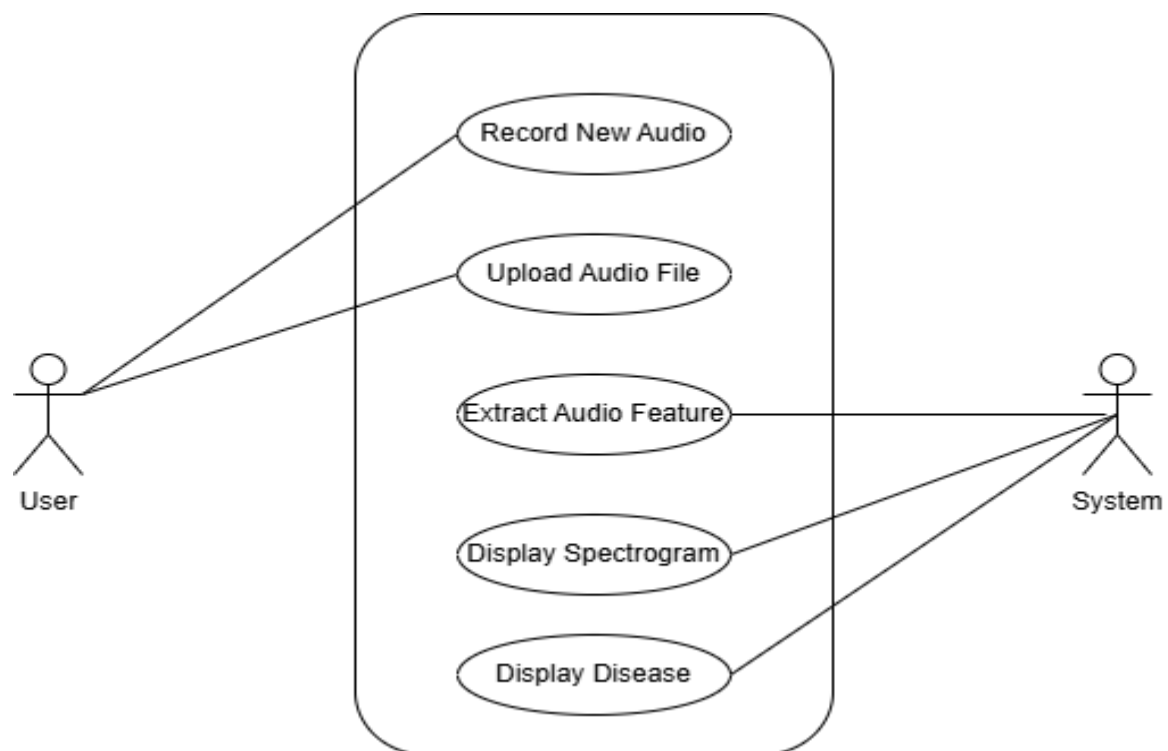 Record New Audio
Upload Audio File
Extract Audio Feature
User
System
Display Spectrogram
Display Disease